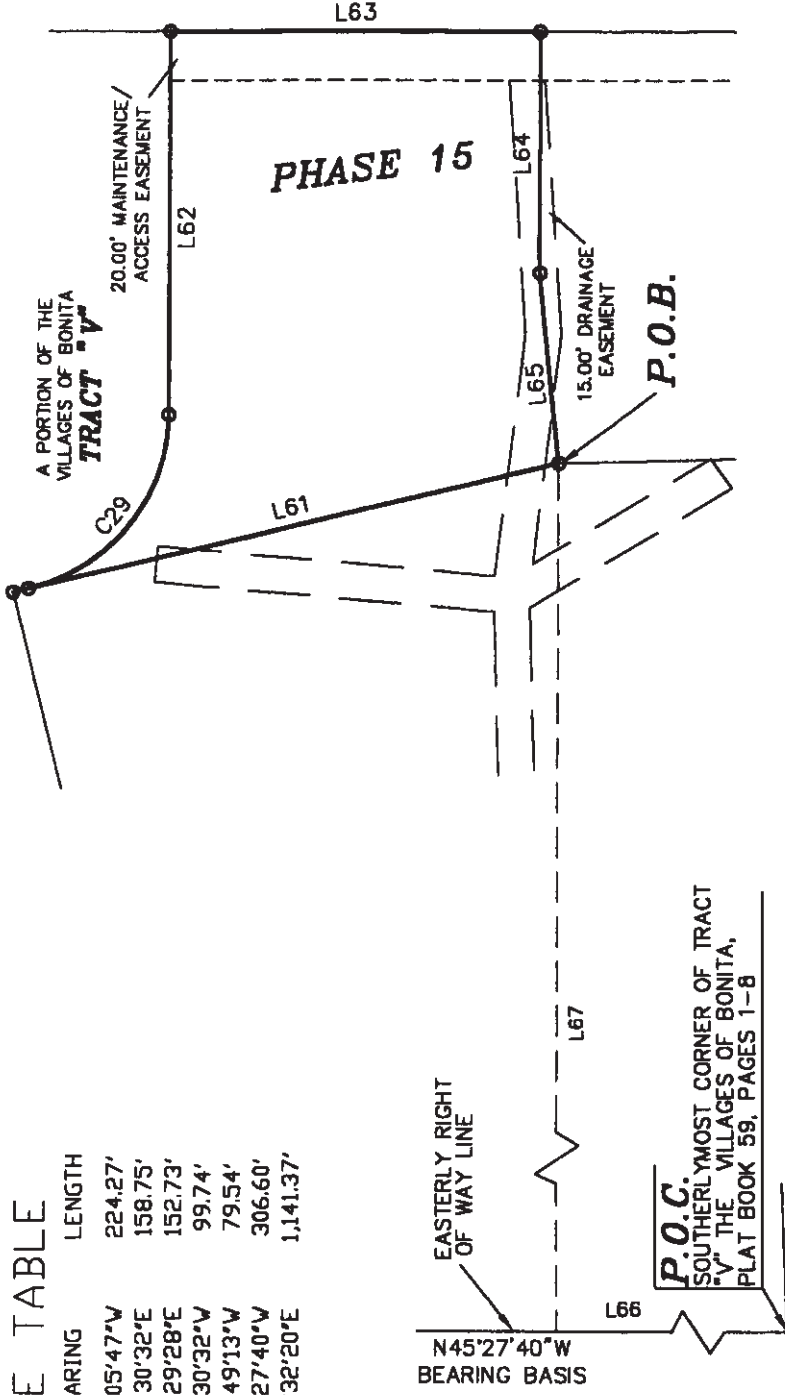 L63
20.00' MAINTENANCE/
ACCESS EASEMENT
L62
A PORTION OF THE
VILLAGES OF BONITA
TRACT "V"
PHASE 15
L64
C29
L61
L65
15.00' DRAINAGE
EASEMENT
P.O.B.
E TABLE
ARING LENGTH
05'47"W 224.27'
30'32"E 158.75'
29'28"E 152.73'
30'32"W 99.74'
49'13"W 79.54'
27'40"W 306.60'
32'20"E 1,141.37'
L67
EASTERLY RIGHT
OF WAY LINE
P.O.C.
SOUTHERLYMOST CORNER OF TRACT
"V" THE VILLAGES OF BONITA,
PLAT BOOK 59, PAGES 1-8
L66
N45°27'40"W
BEARING BASIS